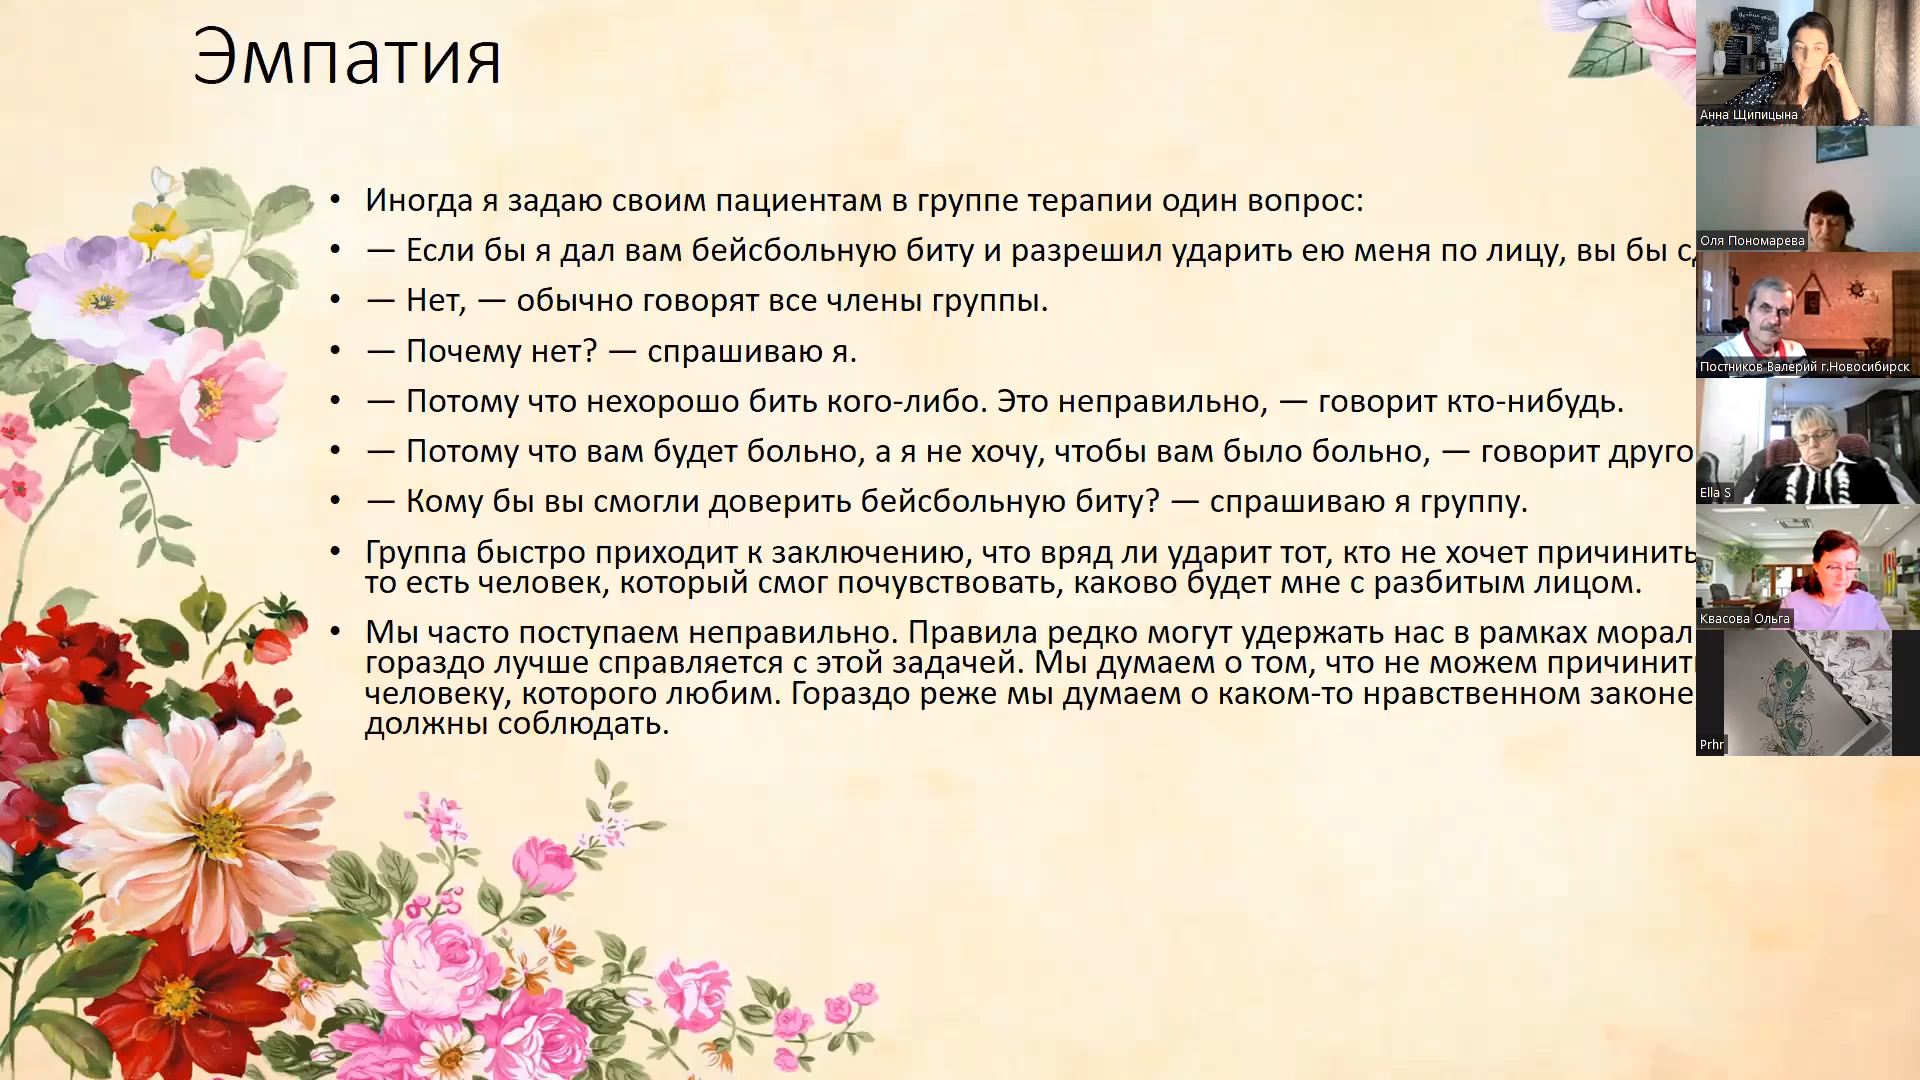 Эмпатия
• Иногда я задаю своим пациентам в группе терапии один вопрос:
• — Если бы я дал вам бейсбольную биту и разрешил ударить ею меня по лицу, вы бы
• — Нет, — обычно говорят все члены группы.
• — Почему нет? — спрашиваю я.
• — Потому что нехорошо бить кого-либо. Это неправильно, — говорит кто-нибудь.
• — Потому что вам будет больно, а я не хочу, чтобы вам было больно, — говорит
• — Кому бы вы смогли доверить бейсбольную биту? — спрашиваю я группу.
• Группа быстро приходит к заключению, что вряд ли ударит тот, кто не хочет причинить
то есть человек, который смог почувствовать, каково будет мне с разбитым лицом.
• Мы часто поступаем неправильно. Правила редко могут удержать нас в рамках
гораздо лучше справляется с этой задачей. Мы думаем о том, что не можем
человеку, которого любим. Гораздо реже мы думаем о каком-то нравственном законе
должны соблюдать.
Анна Щипицына
Оля Пономарева
Постников Валерий г.Новосибирск
Ella S
Квасова Ольга
Prhr